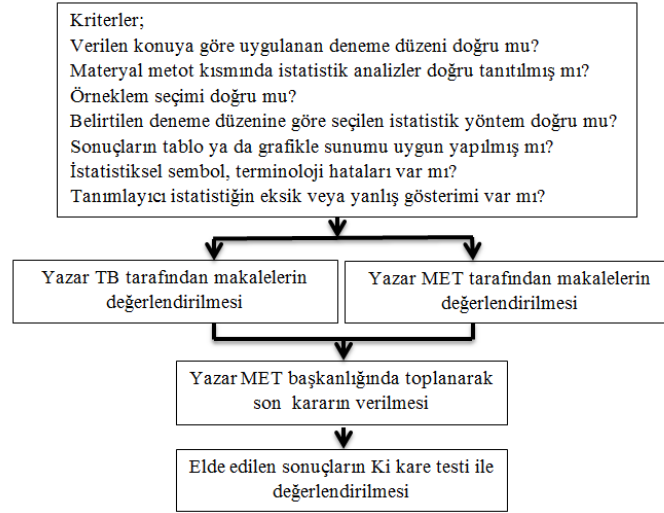 Kriterler;
Verilen konuya göre uygulanan deneme düzeni doğru mu?
Materyal metot kısmında istatistik analizler doğru tanıtılmış mı?
Örneklem seçimi doğru mu?
Belirtilen deneme düzenine göre seçilen istatistik yöntem doğru mu?
Sonuçların tablo ya da grafikle sunumu uygun yapılmış mı?
İstatistiksel sembol, terminoloji hataları var mı?
Tanımlayıcı istatistiğin eksik veya yanlış gösterimi var mı?
Yazar TB tarafından makalelerin
değerlendirilmesi
Yazar MET tarafından makalelerin
değerlendirilmesi
Yazar MET başkanlığında toplanarak
son kararın verilmesi
Elde edilen sonuçların Ki kare testi ile
değerlendirilmesi